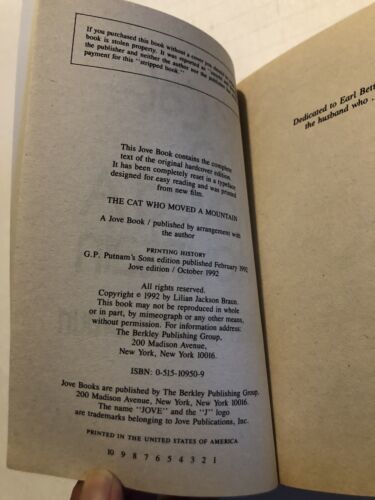 If you purchased this book without a cover you should
book is stolen property. It was reported as
the publisher and neither the author nor the publisher
payment for this "stripped book."
This Jove Book contains the complete
text of the original hardcover edition.
It has been completely reset in a typeface
designed for easy reading and was printed
from new film.
THE CAT WHO MOVED A MOUNTAIN
A Jove Book / published by arrangement with
the author
PRINTING HISTORY
G.P. Putnam's Sons edition published February 1992
Jove edition / October 1992
All rights reserved.
Copyright © 1992 by Lilian Jackson Braun.
This book may not be reproduced in whole
or in part, by mimeograph or any other means,
without permission. For information address:
The Berkley Publishing Group,
200 Madison Avenue,
New York, New York 10016.
ISBN: 0-515-10950-9
Jove Books are published by The Berkley Publishing Group,
200 Madison Avenue, New York, New York 10016.
The name "JOVE" and the "J" logo
are trademarks belonging to Jove Publications, Inc.
PRINTED IN THE UNITED STATES OF AMERICA
10 9 8 7 6 5 4 3 2 1
Dedicated to Earl Bett
the husband who . .